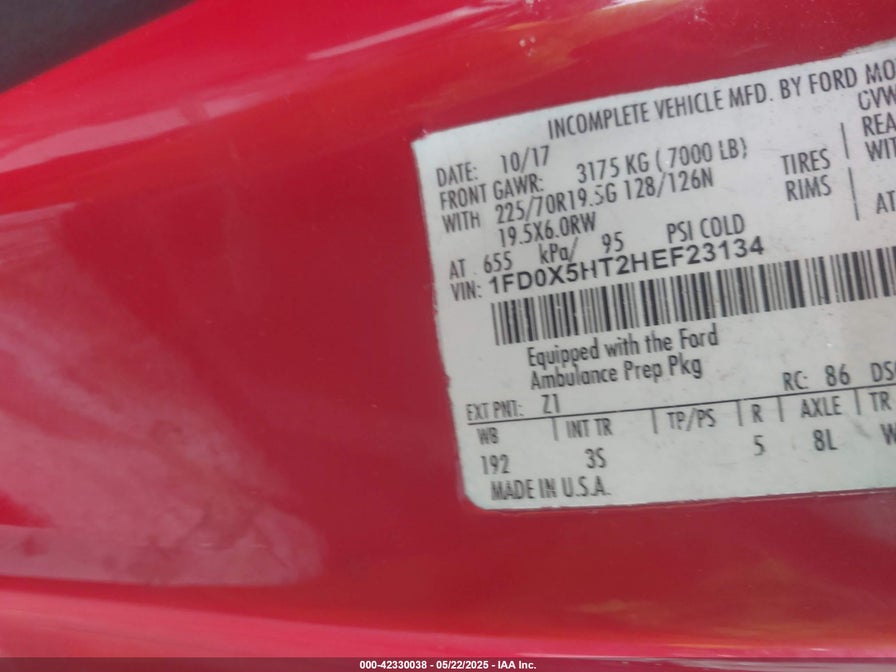 INCOMPLETE VEHICLE MFD. BY FORD MO
DATE: 10/17
FRONT GAWR: 3175 KG (7000 LB)
WITH 225/70R19.5G 128/126N TIRES
19.5X6.0RW RIMS
AT 655 kPa/ 95 PSI COLD
GVW
REA
WIT
AT
VIN: 1FD0X5HT2HEF23134
Equipped with the Ford
Ambulance Prep Pkg
EXT PNT: Z1 RC: 86 DS
WB INT TR TP/PS R AXLE TR
192 3S 5 8L W
MADE IN U.S.A.
000-42330038 - 05/22/2025 - IAA Inc.